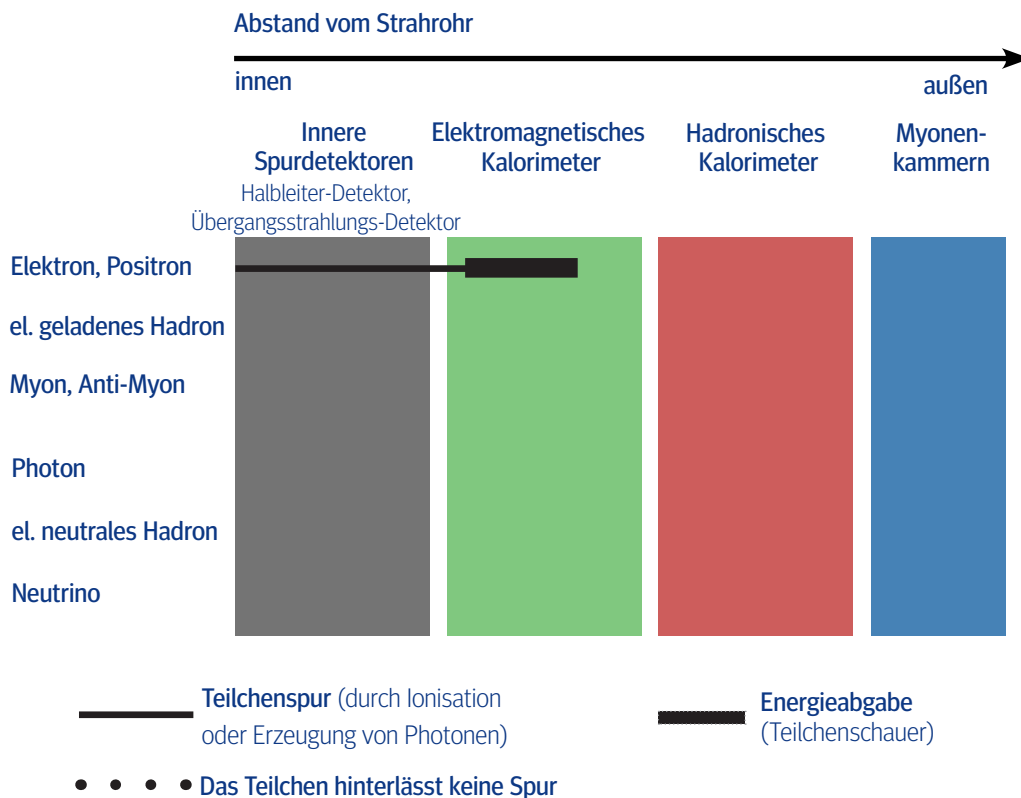 Abstand vom Strahrohr
innen
außen
Innere
Spurdetektoren
Halbleiter-Detektor,
Übergangsstrahlungs-Detektor
Elektromagnetisches
Kalorimeter
Hadronisches
Kalorimeter
Myonen-
kammern
Elektron, Positron
el. geladenes Hadron
Myon, Anti-Myon
Photon
el. neutrales Hadron
Neutrino
Teilchenspur (durch Ionisation
oder Erzeugung von Photonen)
Energieabgabe
(Teilchenschauer)
Das Teilchen hinterlässt keine Spur